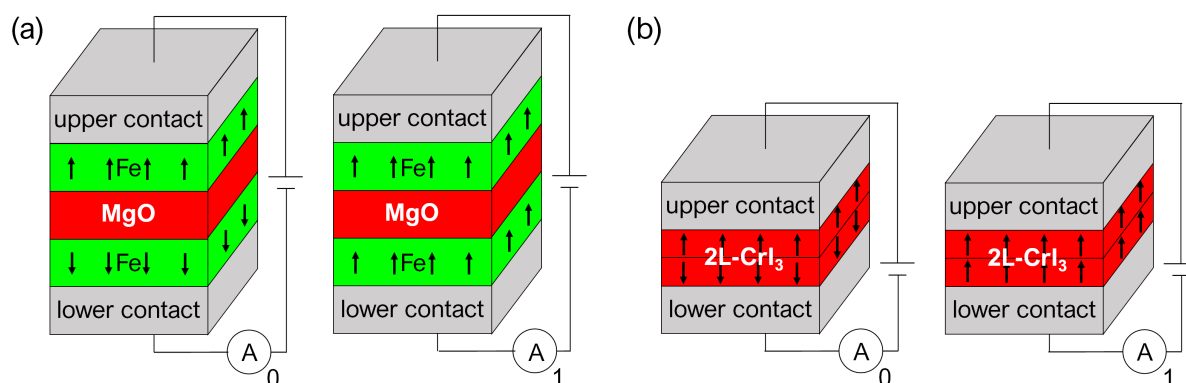 (a)
upper contact
Fe
MgO
Fe
lower contact
A
0
upper contact
Fe
MgO
Fe
lower contact
A
1
(b)
upper contact
2L-CrI₃
lower contact
A
0
upper contact
2L-CrI₃
lower contact
A
1